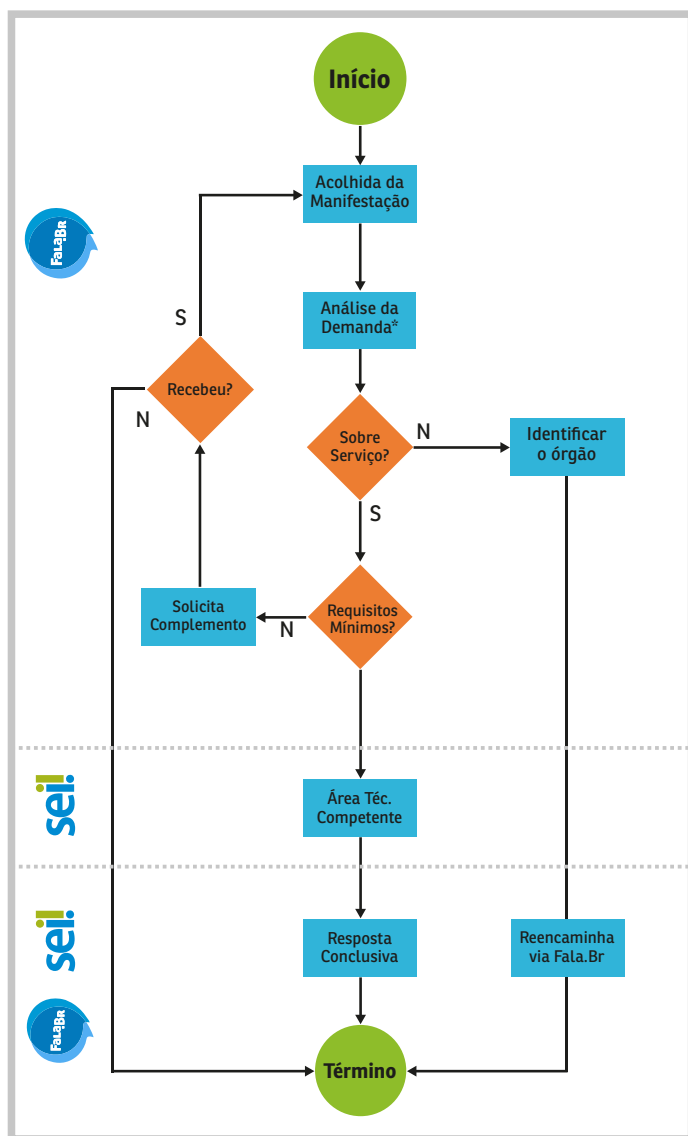 Início
Acolhida da
Manifestação
FALA.BR
Análise da
Demanda*
S
Recebeu?
N
Sobre
Serviço?
N
Identificar
o órgão
S
Solicita
Complemento
N
Requisitos
Mínimos?
sei!
Área Téc.
Competente
sei!
Resposta
Conclusiva
Reencaminha
via Fala.Br
FALA.BR
Término